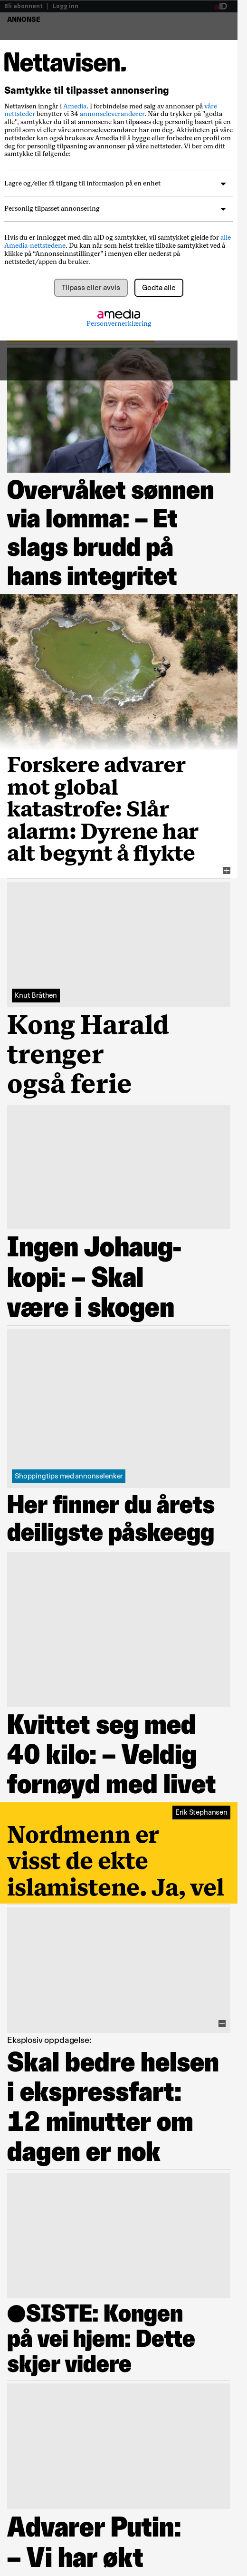 Bli abonnent | Logg inn
aID
ANNONSE
Nettavisen.
Samtykke til tilpasset annonsering
Nettavisen inngår i Amedia. I forbindelse med salg av annonser på våre
nettsteder benytter vi 34 annonseleverandører. Når du trykker på "godta
alle", samtykker du til at annonsene kan tilpasses deg personlig basert på en
profil som vi eller våre annonseleverandører har om deg. Aktiviteten på våre
nettsteder kan også brukes av Amedia til å bygge eller forbedre profil om deg
for personlig tilpasning av annonser på våre nettsteder. Vi ber om ditt
samtykke til følgende:
Lagre og/eller få tilgang til informasjon på en enhet
Personlig tilpasset annonsering
Hvis du er innlogget med din aID og samtykker, vil samtykket gjelde for alle
Amedia-nettstedene. Du kan når som helst trekke tilbake samtykket ved å
klikke på “Annonseinnstillinger” i menyen eller nederst på
nettstedet/appen du bruker.
Tilpass eller avvis
Godta alle
amedia
Personvernerklæring
Overvåket sønnen
via lomma: – Et
slags brudd på
hans integritet
Forskere advarer
mot global
katastrofe: Slår
alarm: Dyrene har
alt begynt å flykte
Knut Bråthen
Kong Harald
trenger
også ferie
Ingen Johaug-
kopi: – Skal
være i skogen
Shoppingtips med annonselenker
Her finner du årets
deiligste påskeegg
Kvittet seg med
40 kilo: – Veldig
fornøyd med livet
Erik Stephansen
Nordmenn er
visst de ekte
islamistene. Ja, vel
Eksplosiv oppdagelse:
Skal bedre helsen
i ekspressfart:
12 minutter om
dagen er nok
●SISTE: Kongen
på vei hjem: Dette
skjer videre
Advarer Putin:
– Vi har økt